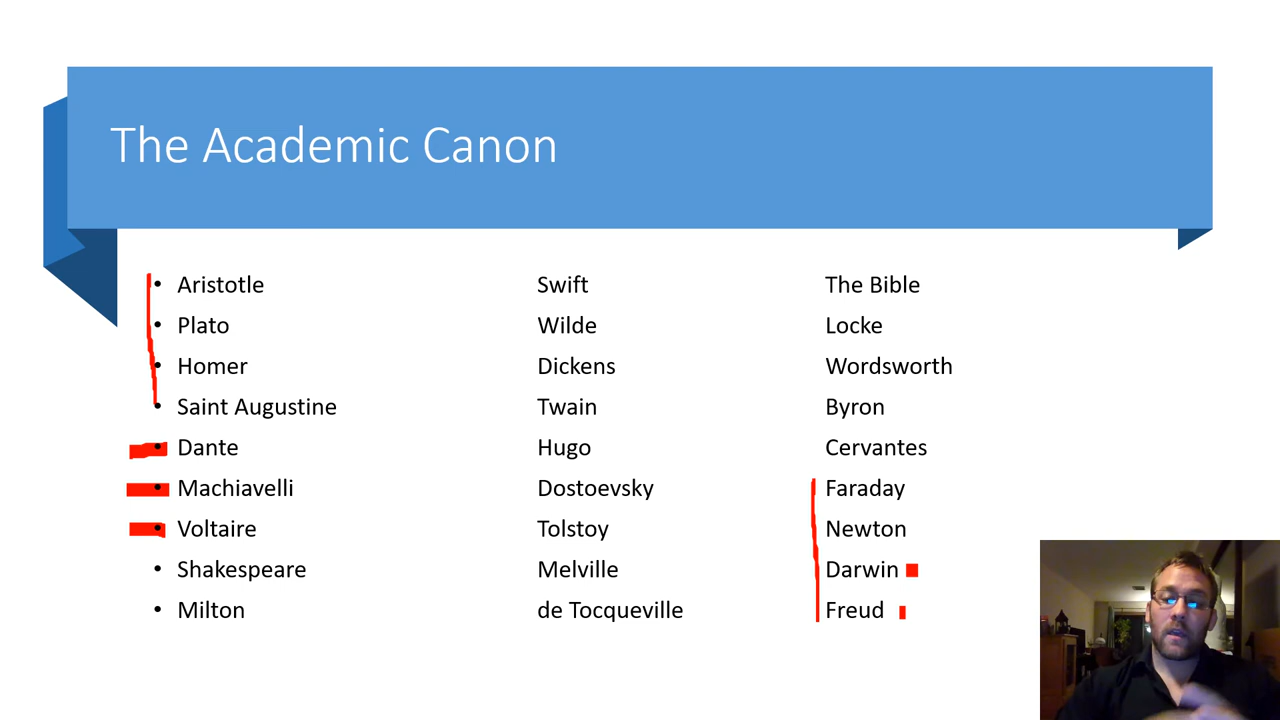 The Academic Canon
• Aristotle
• Plato
• Homer
• Saint Augustine
• Dante
• Machiavelli
• Voltaire
• Shakespeare
• Milton
Swift
Wilde
Dickens
Twain
Hugo
Dostoevsky
Tolstoy
Melville
de Tocqueville
The Bible
Locke
Wordsworth
Byron
Cervantes
Faraday
Newton
Darwin
Freud